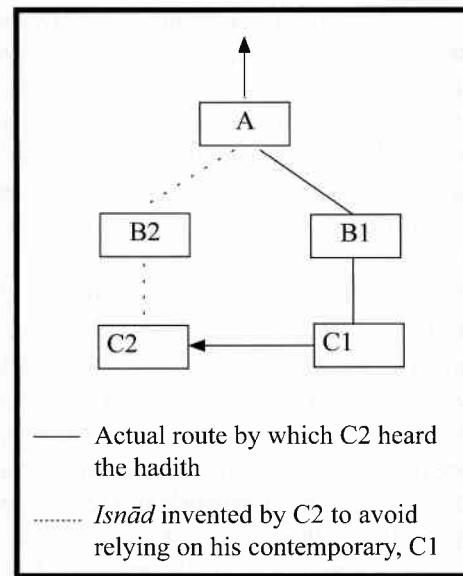 A
B2 B1
C2 C1
Actual route by which C2 heard
the hadith
Isnād invented by C2 to avoid
relying on his contemporary, C1